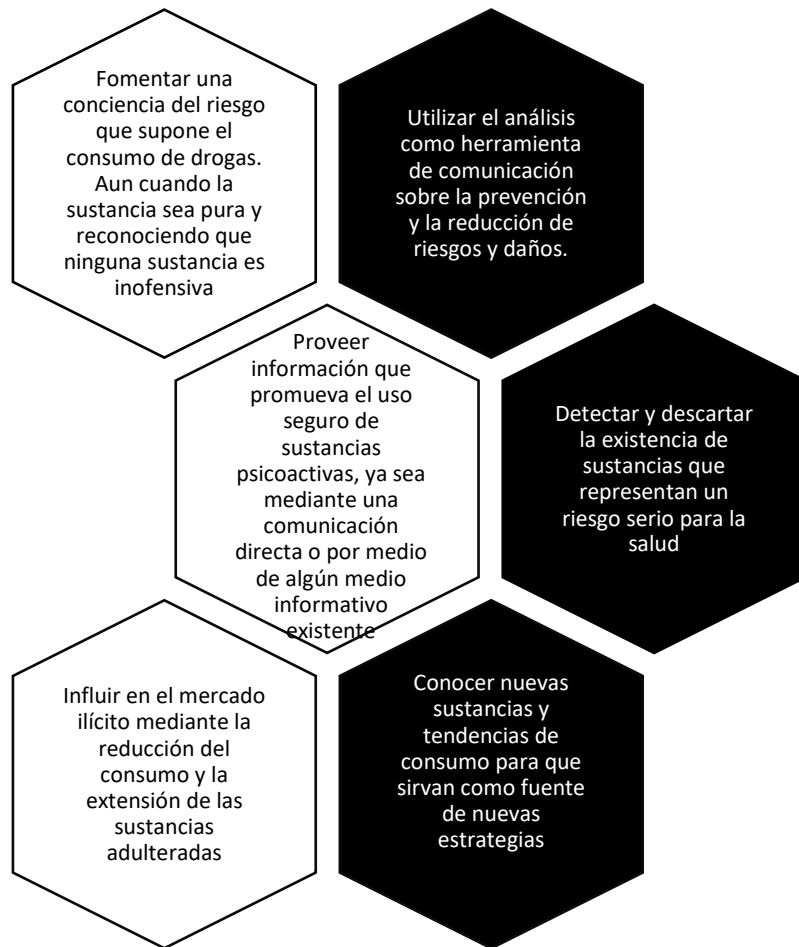 Fomentar una
conciencia del riesgo
que supone el
consumo de drogas.
Aun cuando la
sustancia sea pura y
reconociendo que
ninguna sustancia es
inofensiva
Utilizar el análisis
como herramienta
de comunicación
sobre la prevención
y la reducción de
riesgos y daños.
Proveer
información que
promueva el uso
seguro de
sustancias
psicoactivas, ya sea
mediante una
comunicación
directa o por medio
de algún medio
informativo
existente
Detectar y descartar
la existencia de
sustancias que
representan un
riesgo serio para la
salud
Influir en el mercado
ilícito mediante la
reducción del
consumo y la
extensión de las
sustancias
adulteradas
Conocer nuevas
sustancias y
tendencias de
consumo para que
sirvan como fuente
de nuevas
estrategias